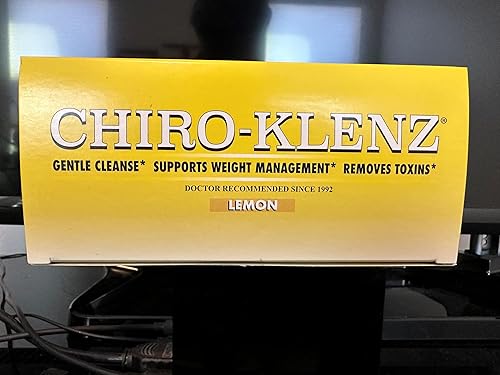 CHIRO-KLENZ®
GENTLE CLEANSE* SUPPORTS WEIGHT MANAGEMENT* REMOVES TOXINS*
DOCTOR RECOMMENDED SINCE 1992
LEMON